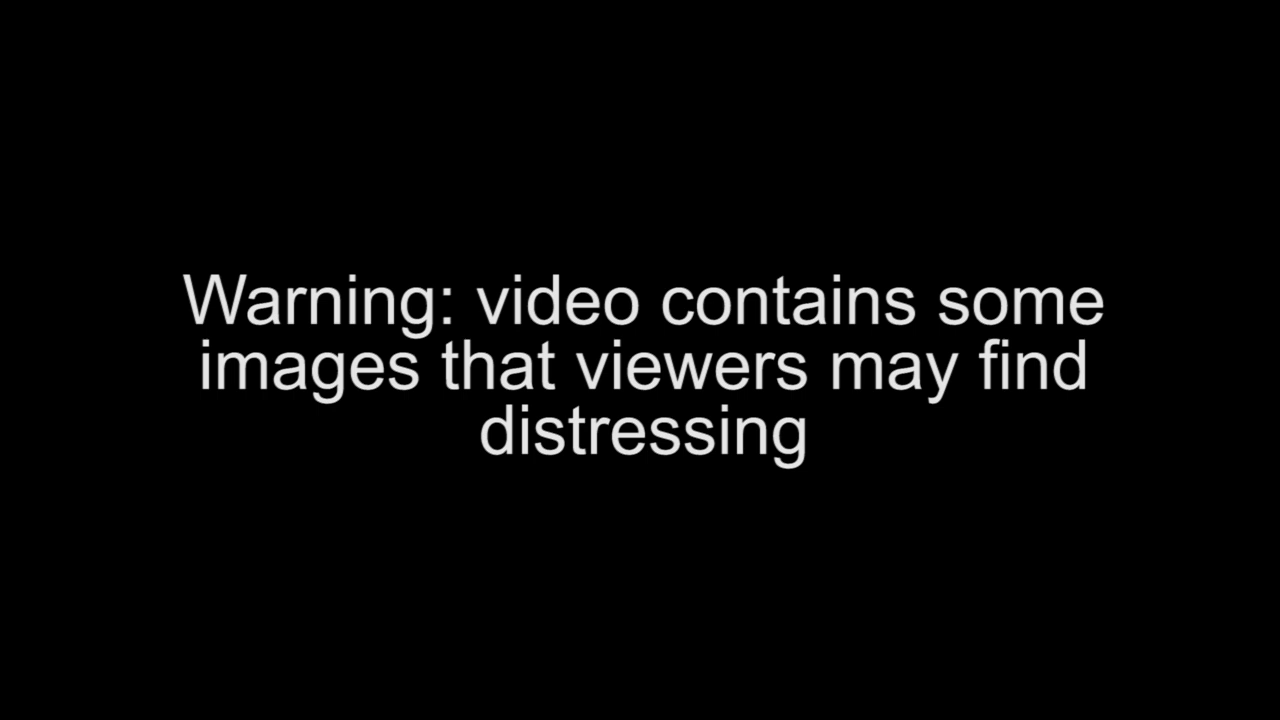 Warning: video contains some
images that viewers may find
distressing